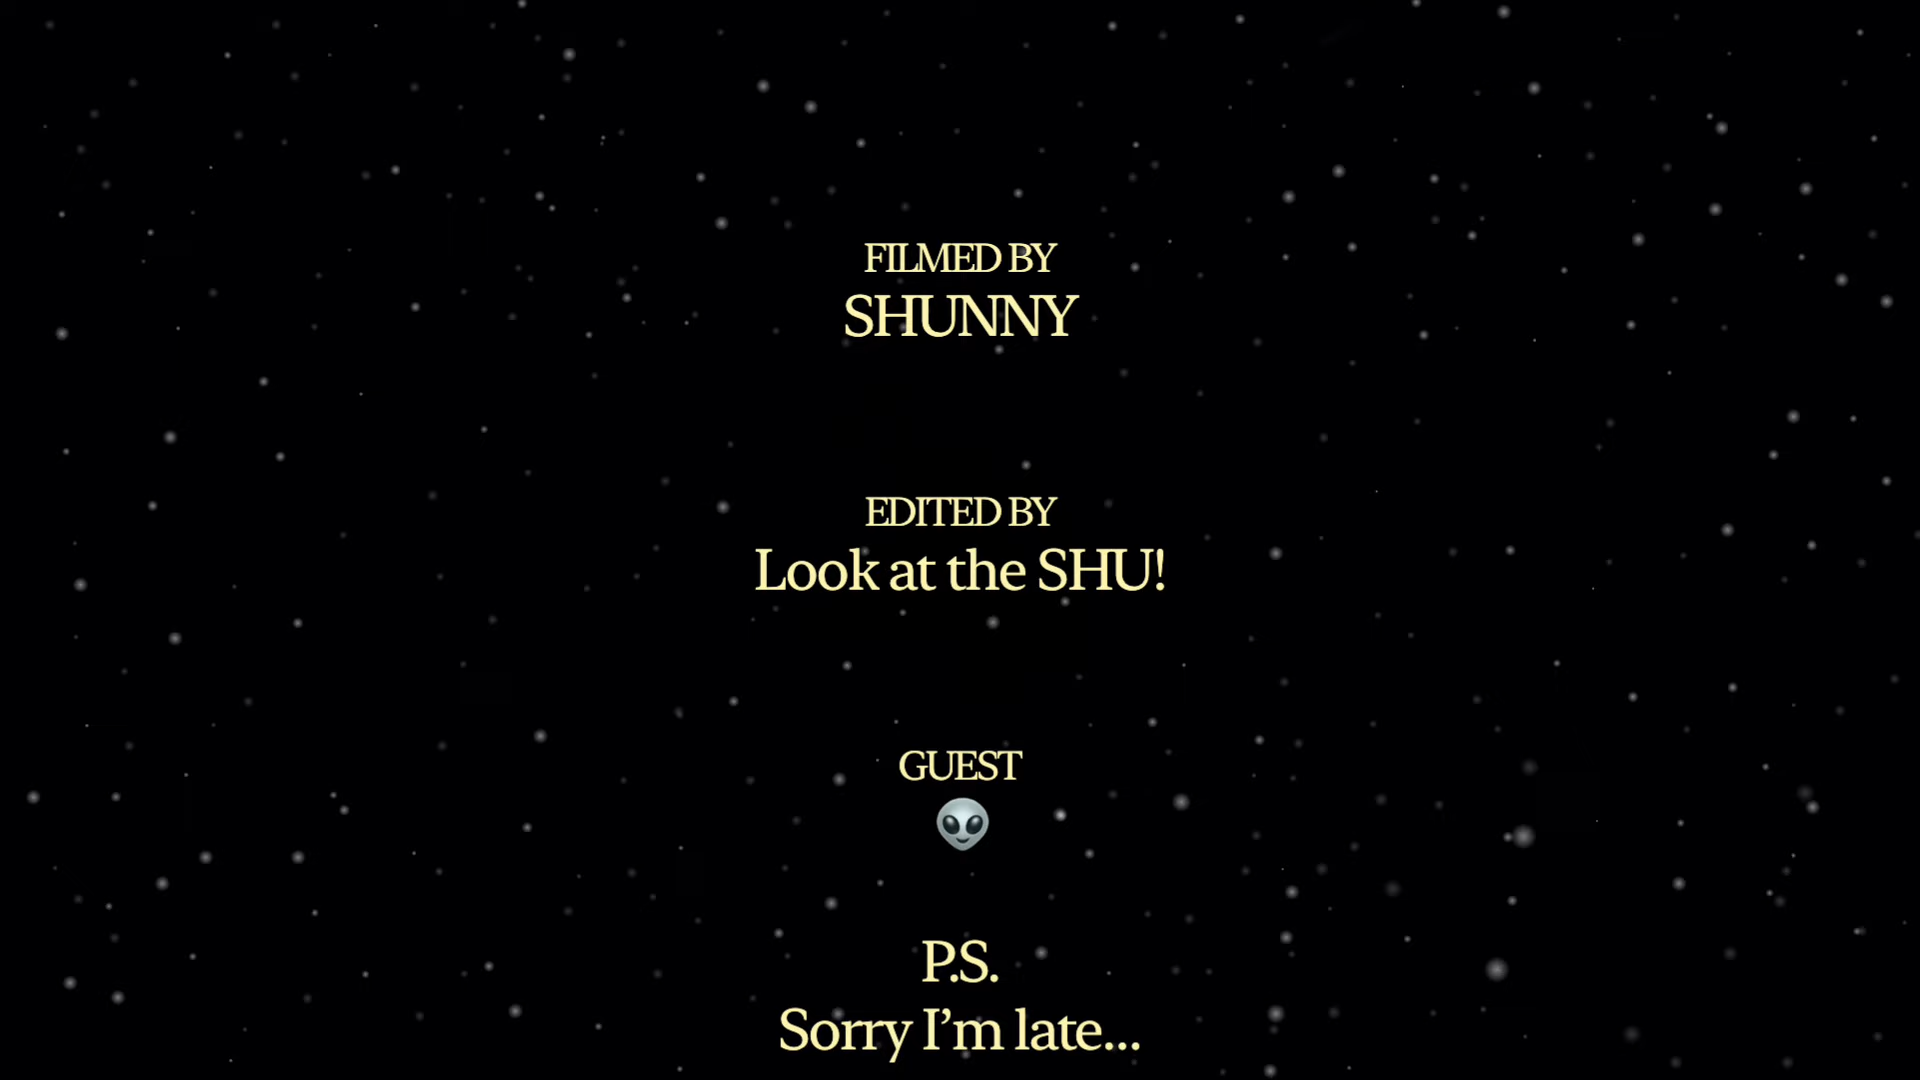 FILMED BY
SHUNNY
EDITED BY
Look at the SHU!
GUEST
👽
P.S.
Sorry I’m late...